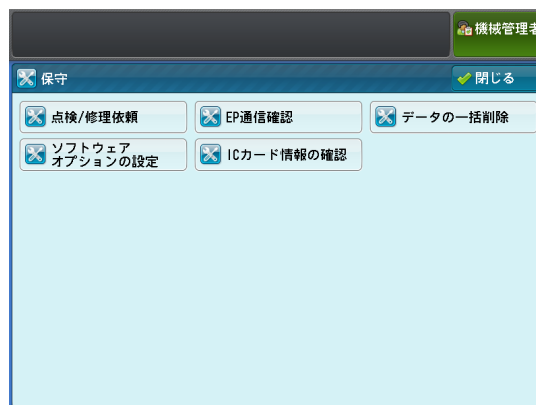 機械管理者
保守
閉じる
点検/修理依頼
EP通信確認
データの一括削除
ソフトウェア
オプションの設定
ICカード情報の確認